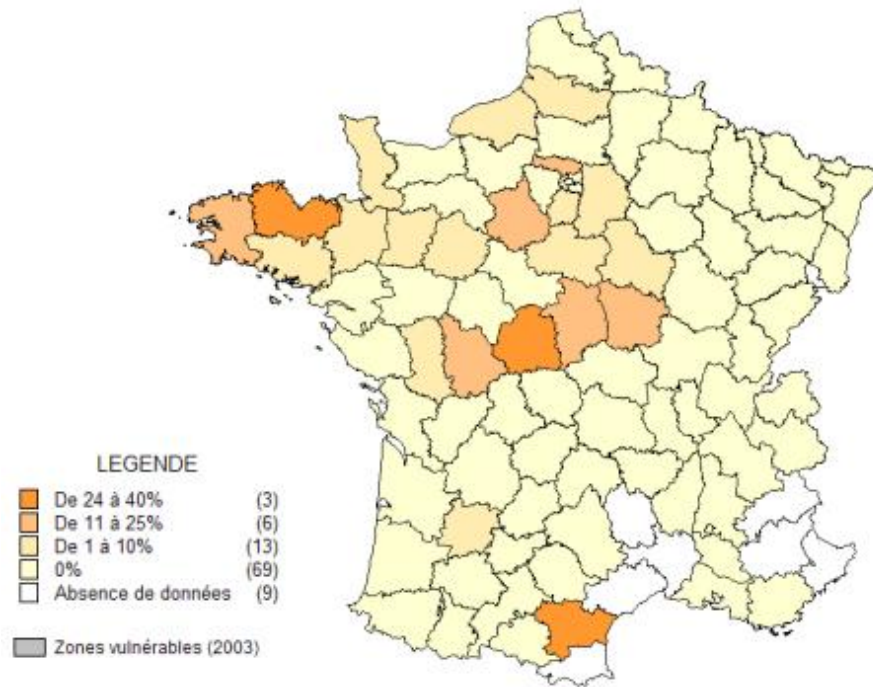 LEGENDE
De 24 à 40% (3)
De 11 à 25% (6)
De 1 à 10% (13)
0% (69)
Absence de données (9)
Zones vulnérables (2003)